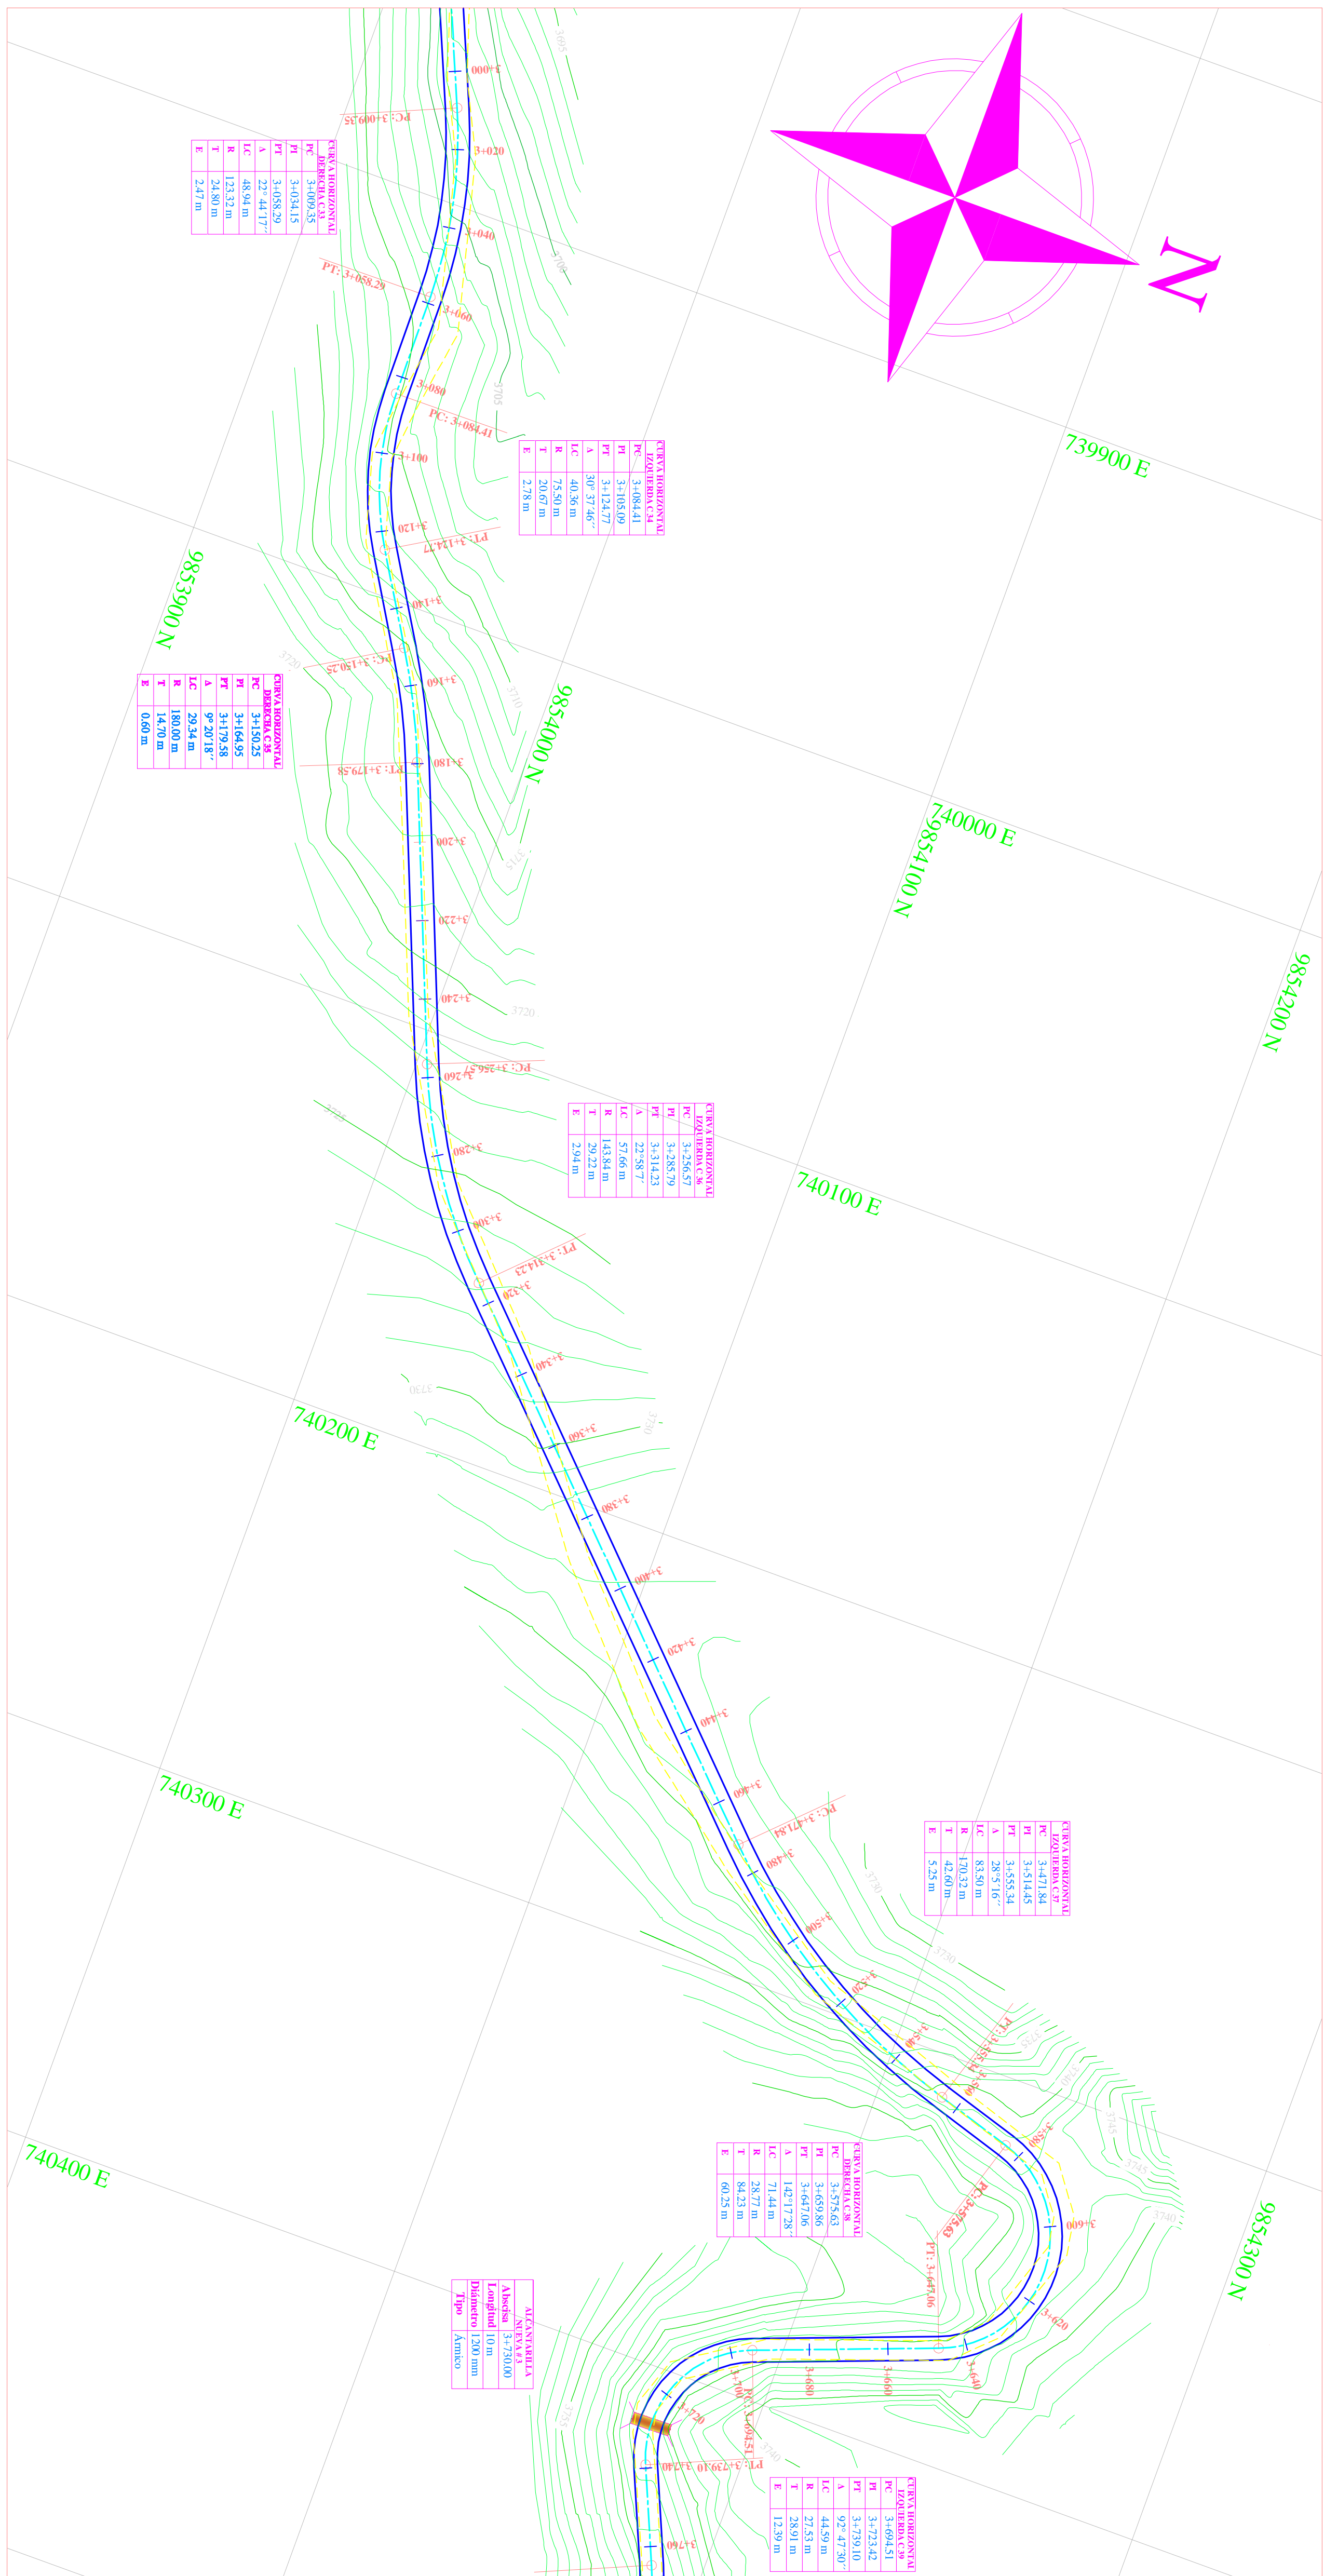 N
739900 E
740000 E
740100 E
740200 E
740300 E
740400 E
9853900 N
9854000 N
9854100 N
9854200 N
9854300 N
CURVA HORIZONTAL
DERECHA C 33
PC 3+009.35
PI 3+034.15
PT 3+058.29
Δ 22° 44'17''
LC 48.94 m
R 123.32 m
T 24.80 m
E 2.47 m
CURVA HORIZONTAL
IZQUIERDA C 34
PC 3+084.41
PI 3+105.09
PT 3+124.77
Δ 30° 37'46''
LC 40.36 m
R 75.50 m
T 20.67 m
E 2.78 m
CURVA HORIZONTAL
DERECHA C 35
PC 3+150.25
PI 3+164.95
PT 3+179.58
Δ 9° 20'18''
LC 29.34 m
R 180.00 m
T 14.70 m
E 0.60 m
CURVA HORIZONTAL
IZQUIERDA C 36
PC 3+256.57
PI 3+285.79
PT 3+314.23
Δ 22°58'7''
LC 57.66 m
R 143.84 m
T 29.22 m
E 2.94 m
CURVA HORIZONTAL
IZQUIERDA C 37
PC 3+471.84
PI 3+514.45
PT 3+555.34
Δ 28°5'16''
LC 83.50 m
R 170.32 m
T 42.60 m
E 5.25 m
CURVA HORIZONTAL
DERECHA C 38
PC 3+575.63
PI 3+659.86
PT 3+647.06
Δ 142°17'28''
LC 71.44 m
R 28.77 m
T 84.23 m
E 60.25 m
ALCANTARILLA
NUEVA #3
Abscisa 3+730.00
Longitud 10 m
Diámetro 1200 mm
Tipo Ármico
CURVA HORIZONTAL
IZQUIERDA C 39
PC 3+694.51
PI 3+723.42
PT 3+739.10
Δ 92° 47'30''
LC 44.59 m
R 27.53 m
T 28.91 m
E 12.39 m
3+000
PC: 3+009.35
3+020
3+040
PT: 3+058.29
3+060
3+080
PC: 3+084.41
3+100
3+120
PT: 3+124.77
3+140
PC: 3+150.25
3+160
PT: 3+179.58
3+180
3+200
3+220
3+240
PC: 3+256.57
3+260
3+280
3+300
PT: 3+314.23
3+320
3+340
3+360
3+380
3+400
3+420
3+440
3+460
PC: 3+471.84
3+480
3+500
3+520
3+540
PT: 3+555.34
3+560
PC: 3+575.63
3+580
3+600
3+620
3+640
PT: 3+647.06
3+660
3+680
PC: 3+694.51
3+700
3+720
PT: 3+739.10
3+740
3+760
3695
3700
3705
3710
3715
3720
3720
3725
3730
3730
3730
3730
3735
3740
3745
3745
3740
3740
3755